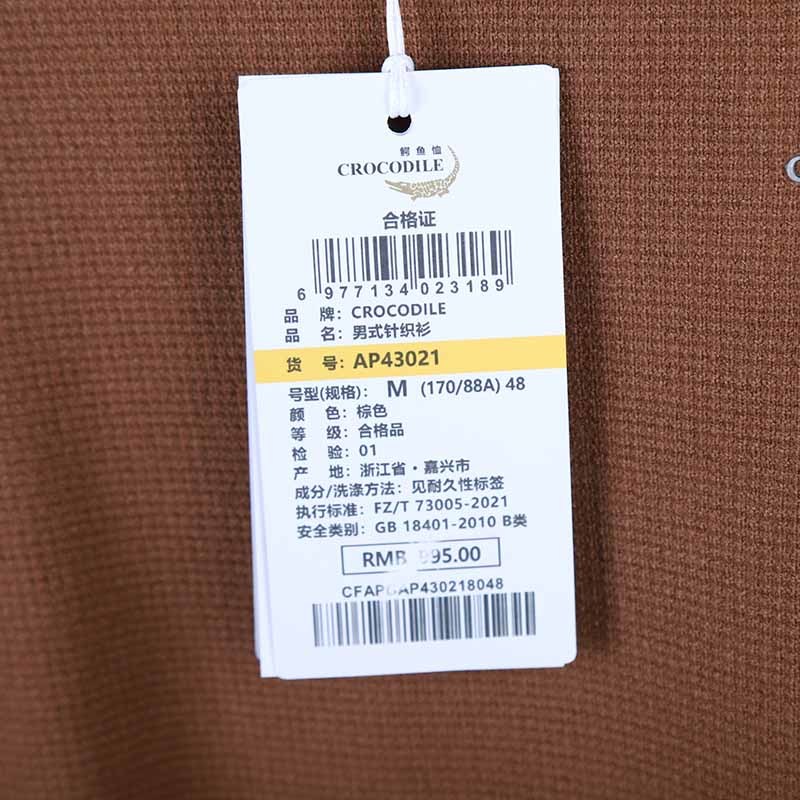 鳄鱼恤
CROCODILE
合格证
6 977134 023189
品 牌: CROCODILE
品 名: 男式针织衫
货 号: AP43021
号型(规格): M (170/88A) 48
颜 色: 棕色
等 级: 合格品
检 验: 01
产 地: 浙江省·嘉兴市
成分/洗涤方法: 见耐久性标签
执行标准: FZ/T 73005-2021
安全类别: GB 18401-2010 B类
RMB 995.00